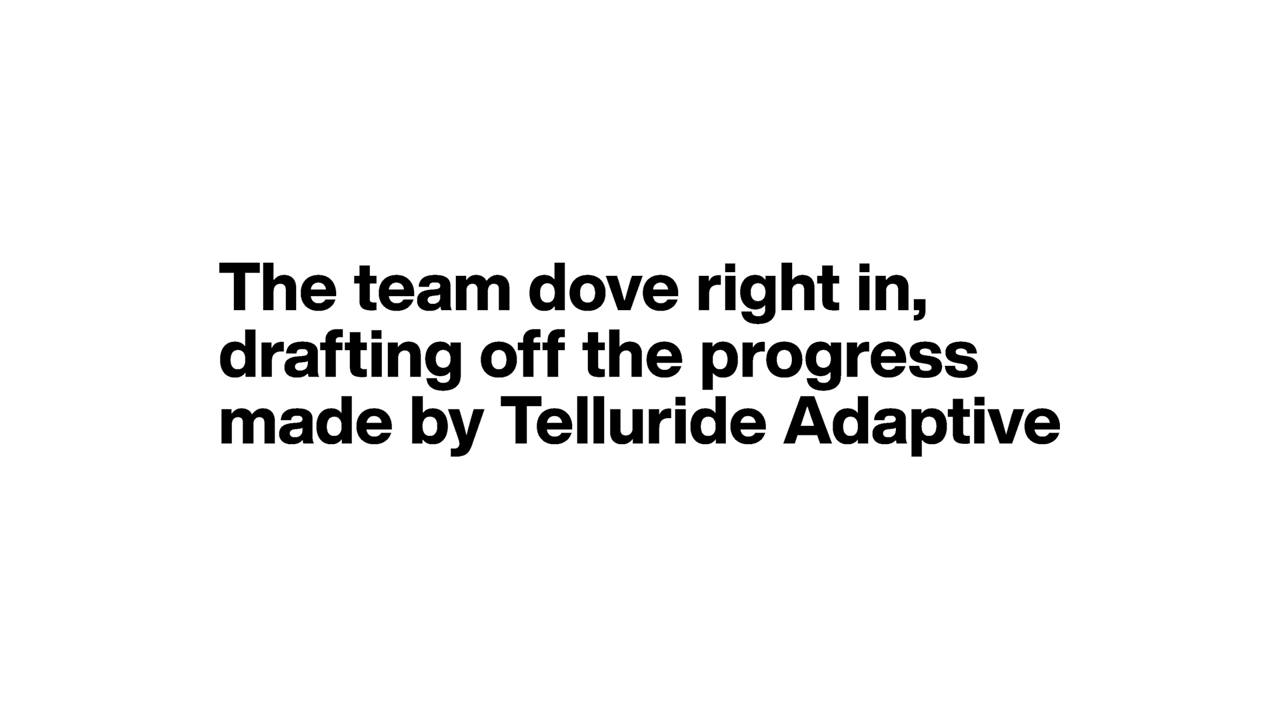 The team dove right in,
drafting off the progress
made by Telluride Adaptive